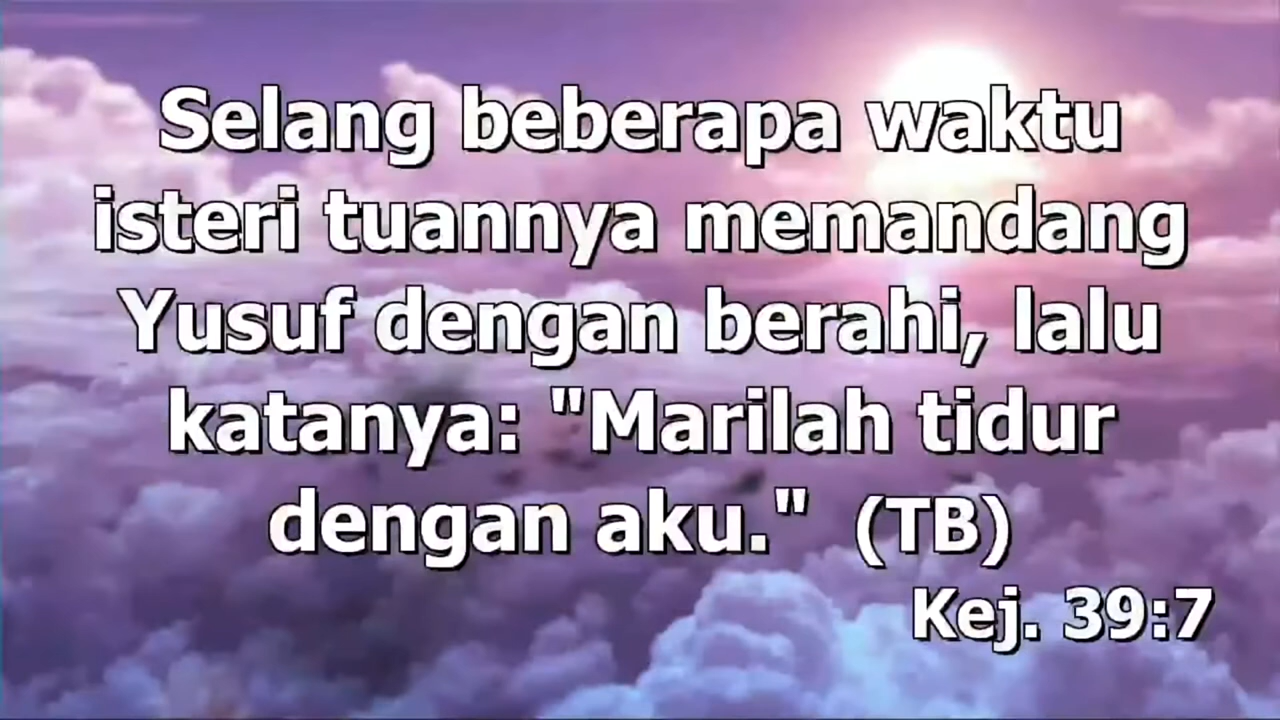 Selang beberapa waktu
isteri tuannya memandang
Yusuf dengan berahi, lalu
katanya: "Marilah tidur
dengan aku." (TB)
Kej. 39:7